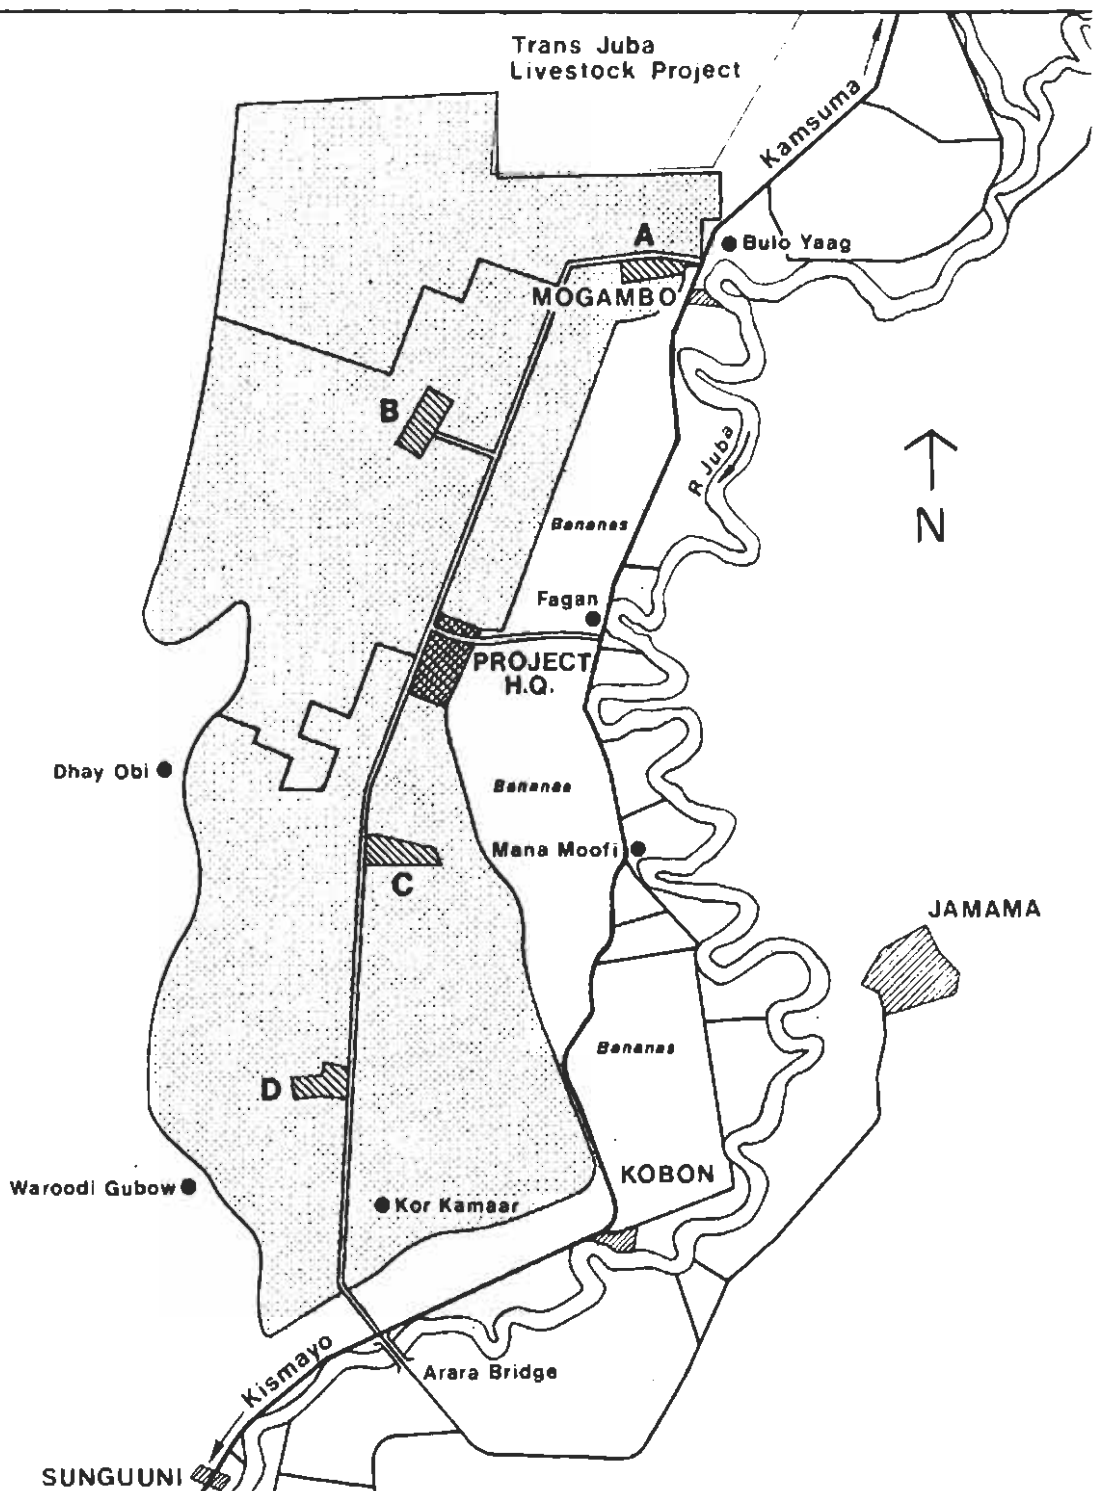 Trans Juba
Livestock Project
Kamsuma
A
Bulo Yaag
MOGAMBO
B
R Juba
N
Bananas
Fagan
PROJECT
H.Q.
Dhay Obi
Bananas
Mana Moofi
C
JAMAMA
Bananas
D
KOBON
Waroodi Gubow
Kor Kamaar
Kismayo
Arara Bridge
SUNGUUNI